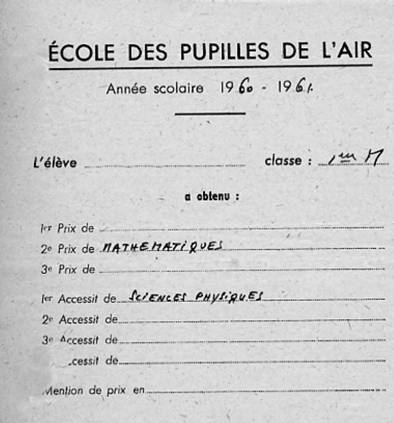 ÉCOLE DES PUPILLES DE L'AIR
Année scolaire 1960 - 1961
L'élève classe : 1ère M
a obtenu :
1er Prix de
2e Prix de MATHEMATIQUES
3e Prix de
1er Accessit de SCIENCES PHYSIQUES
2e Accessit de
3e Accessit de
cessit de
Mention de prix en